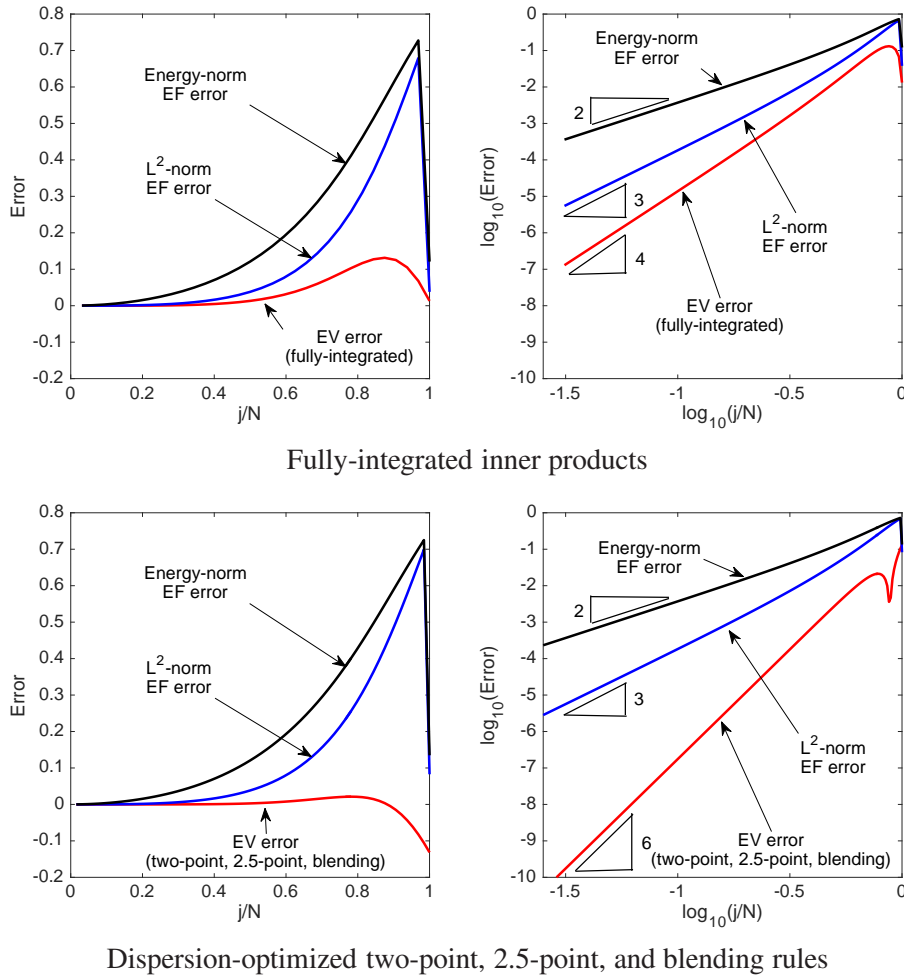 0.8
0.7
0.6
0.5
0.4
0.3
0.2
0.1
0
-0.1
-0.2
Error
0
0.2
0.4
0.6
0.8
1
j/N
Energy-norm
EF error
L²-norm
EF error
EV error
(fully-integrated)
0
-1
-2
-3
-4
-5
-6
-7
-8
-9
-10
log₁₀(Error)
-1.5
-1
-0.5
0
log₁₀(j/N)
Energy-norm
EF error
2
3
4
L²-norm
EF error
EV error
(fully-integrated)
Fully-integrated inner products
0.8
0.7
0.6
0.5
0.4
0.3
0.2
0.1
0
-0.1
-0.2
Error
0
0.2
0.4
0.6
0.8
1
j/N
Energy-norm
EF error
L²-norm
EF error
EV error
(two-point, 2.5-point, blending)
0
-1
-2
-3
-4
-5
-6
-7
-8
-9
-10
log₁₀(Error)
-1.5
-1
-0.5
0
log₁₀(j/N)
Energy-norm
EF error
2
3
6
L²-norm
EF error
EV error
(two-point, 2.5-point, blending)
Dispersion-optimized two-point, 2.5-point, and blending rules